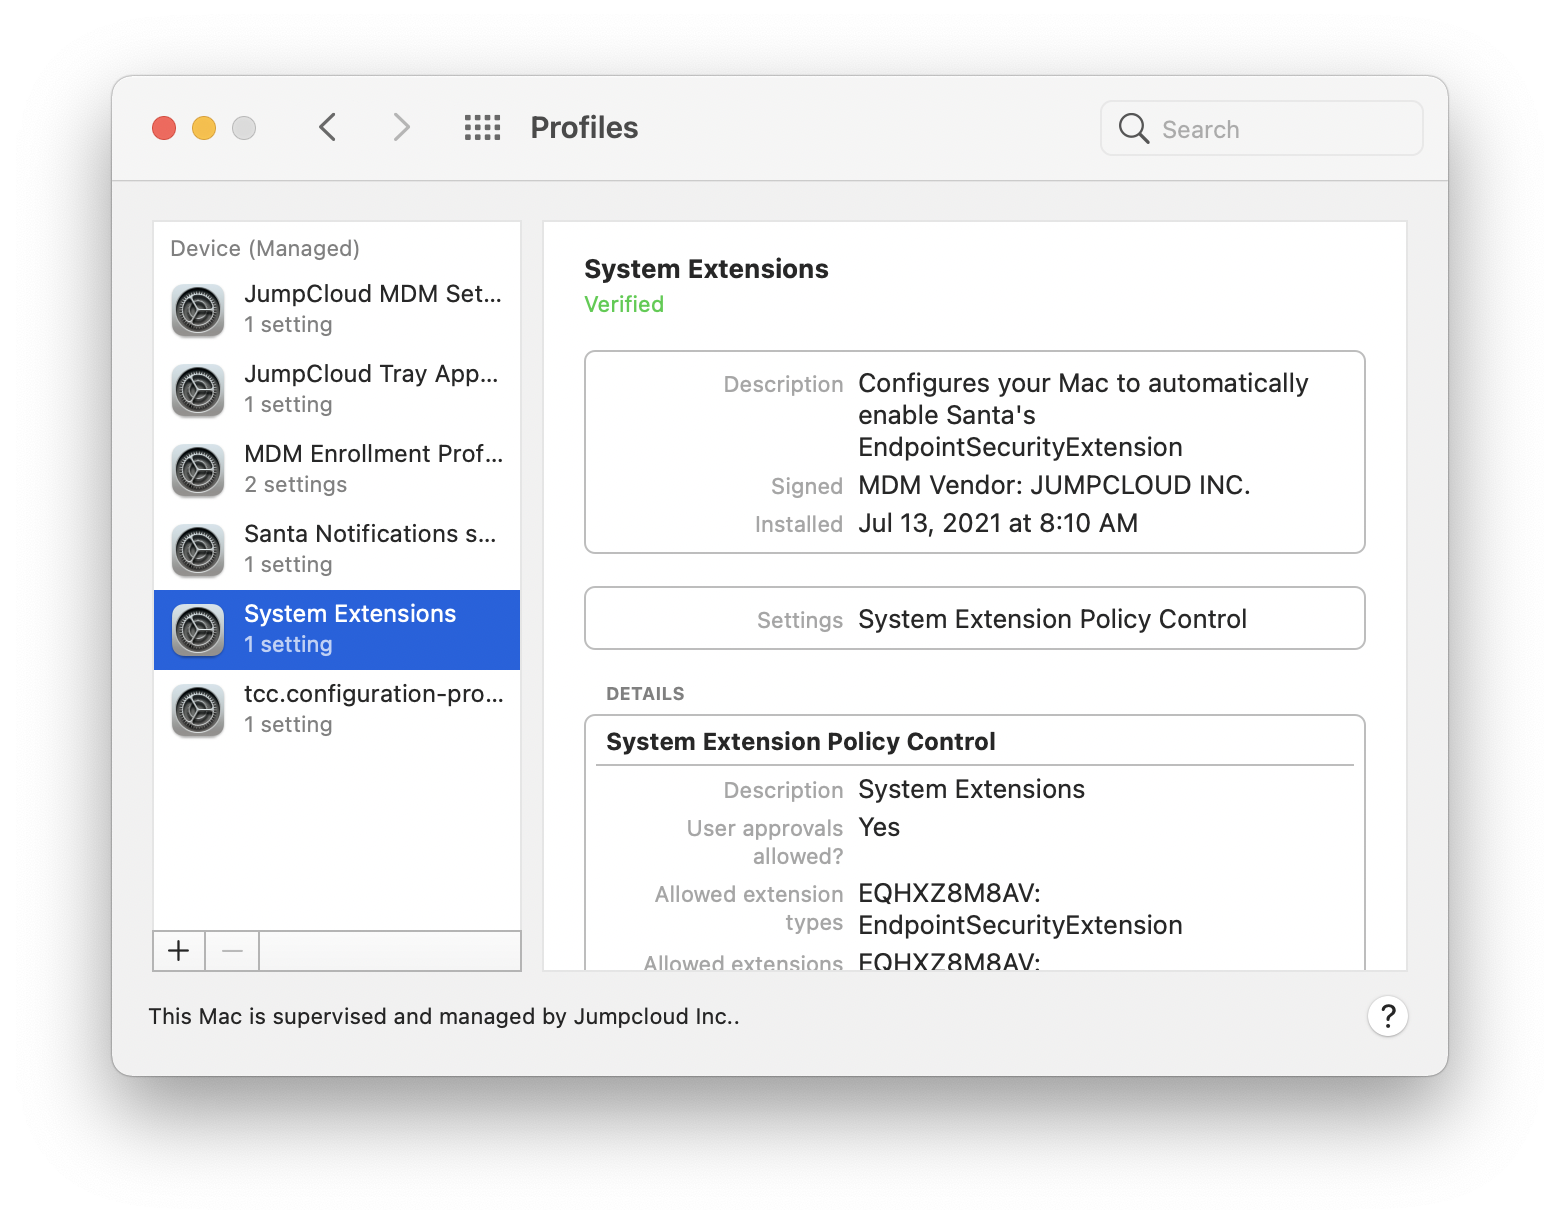 Profiles
Search
Device (Managed)
JumpCloud MDM Set...
1 setting
JumpCloud Tray App...
1 setting
MDM Enrollment Prof...
2 settings
Santa Notifications s...
1 setting
System Extensions
1 setting
tcc.configuration-pro...
1 setting
System Extensions
Verified
Description Configures your Mac to automatically
enable Santa's
EndpointSecurityExtension
Signed MDM Vendor: JUMPCLOUD INC.
Installed Jul 13, 2021 at 8:10 AM
Settings System Extension Policy Control
DETAILS
System Extension Policy Control
Description System Extensions
User approvals Yes
allowed?
Allowed extension EQHXZ8M8AV:
types EndpointSecurityExtension
Allowed extensions EQHXZ8M8AV:
This Mac is supervised and managed by Jumpcloud Inc..
?